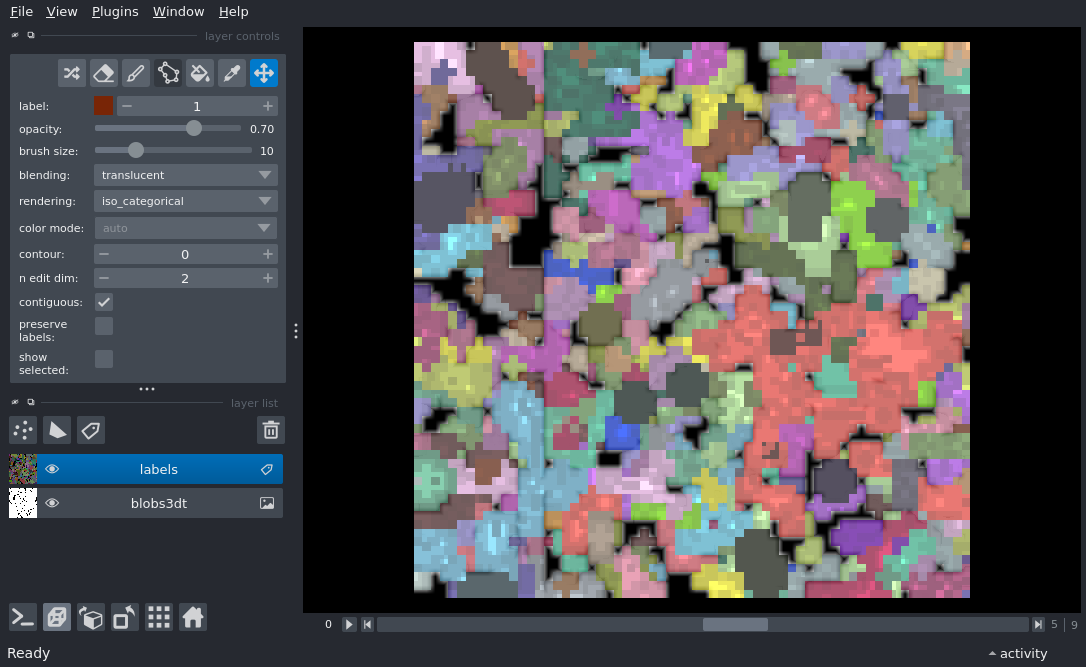 File View Plugins Window Help
layer controls
label: 1
opacity: 0.70
brush size: 10
blending: translucent
rendering: iso_categorical
color mode: auto
contour: 0
n edit dim: 2
contiguous:
preserve
labels:
show
selected:
layer list
labels
blobs3dt
0 5 | 9
Ready activity